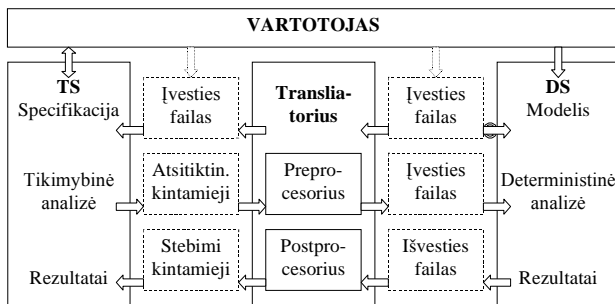 VARTOTOJAS
TS
Specifikacija
Įvesties
failas
Translia-
torius
Įvesties
failas
DS
Modelis
Tikimybinė
analizė
Atsitiktin.
kintamieji
Prepro-
cesorius
Įvesties
failas
Deterministinė
analizė
Rezultatai
Stebimi
kintamieji
Postpro-
cesorius
Išvesties
failas
Rezultatai